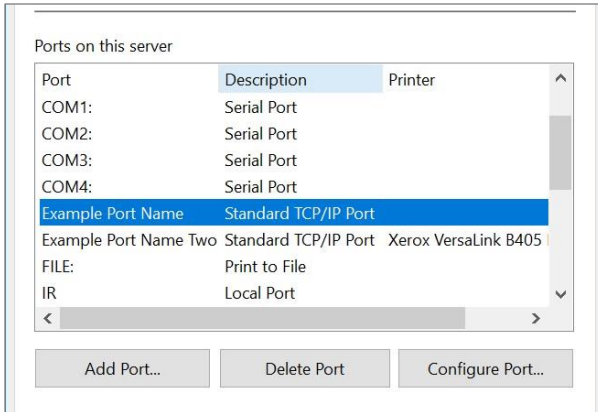 Ports on this server
Port Description Printer
COM1: Serial Port
COM2: Serial Port
COM3: Serial Port
COM4: Serial Port
Example Port Name Standard TCP/IP Port
Example Port Name Two Standard TCP/IP Port Xerox VersaLink B405
FILE: Print to File
IR Local Port
Add Port... Delete Port Configure Port...